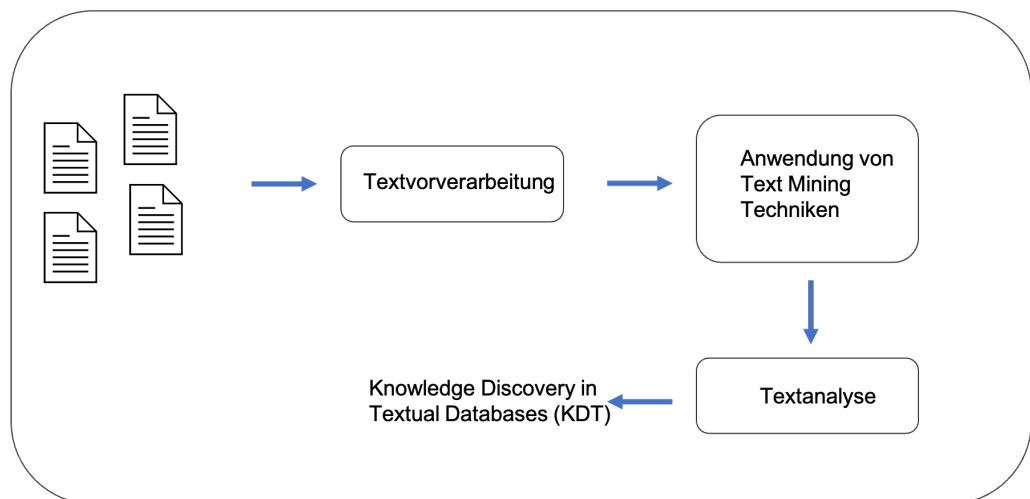 Textvorverarbeitung
Anwendung von
Text Mining
Techniken
Textanalyse
Knowledge Discovery in
Textual Databases (KDT)